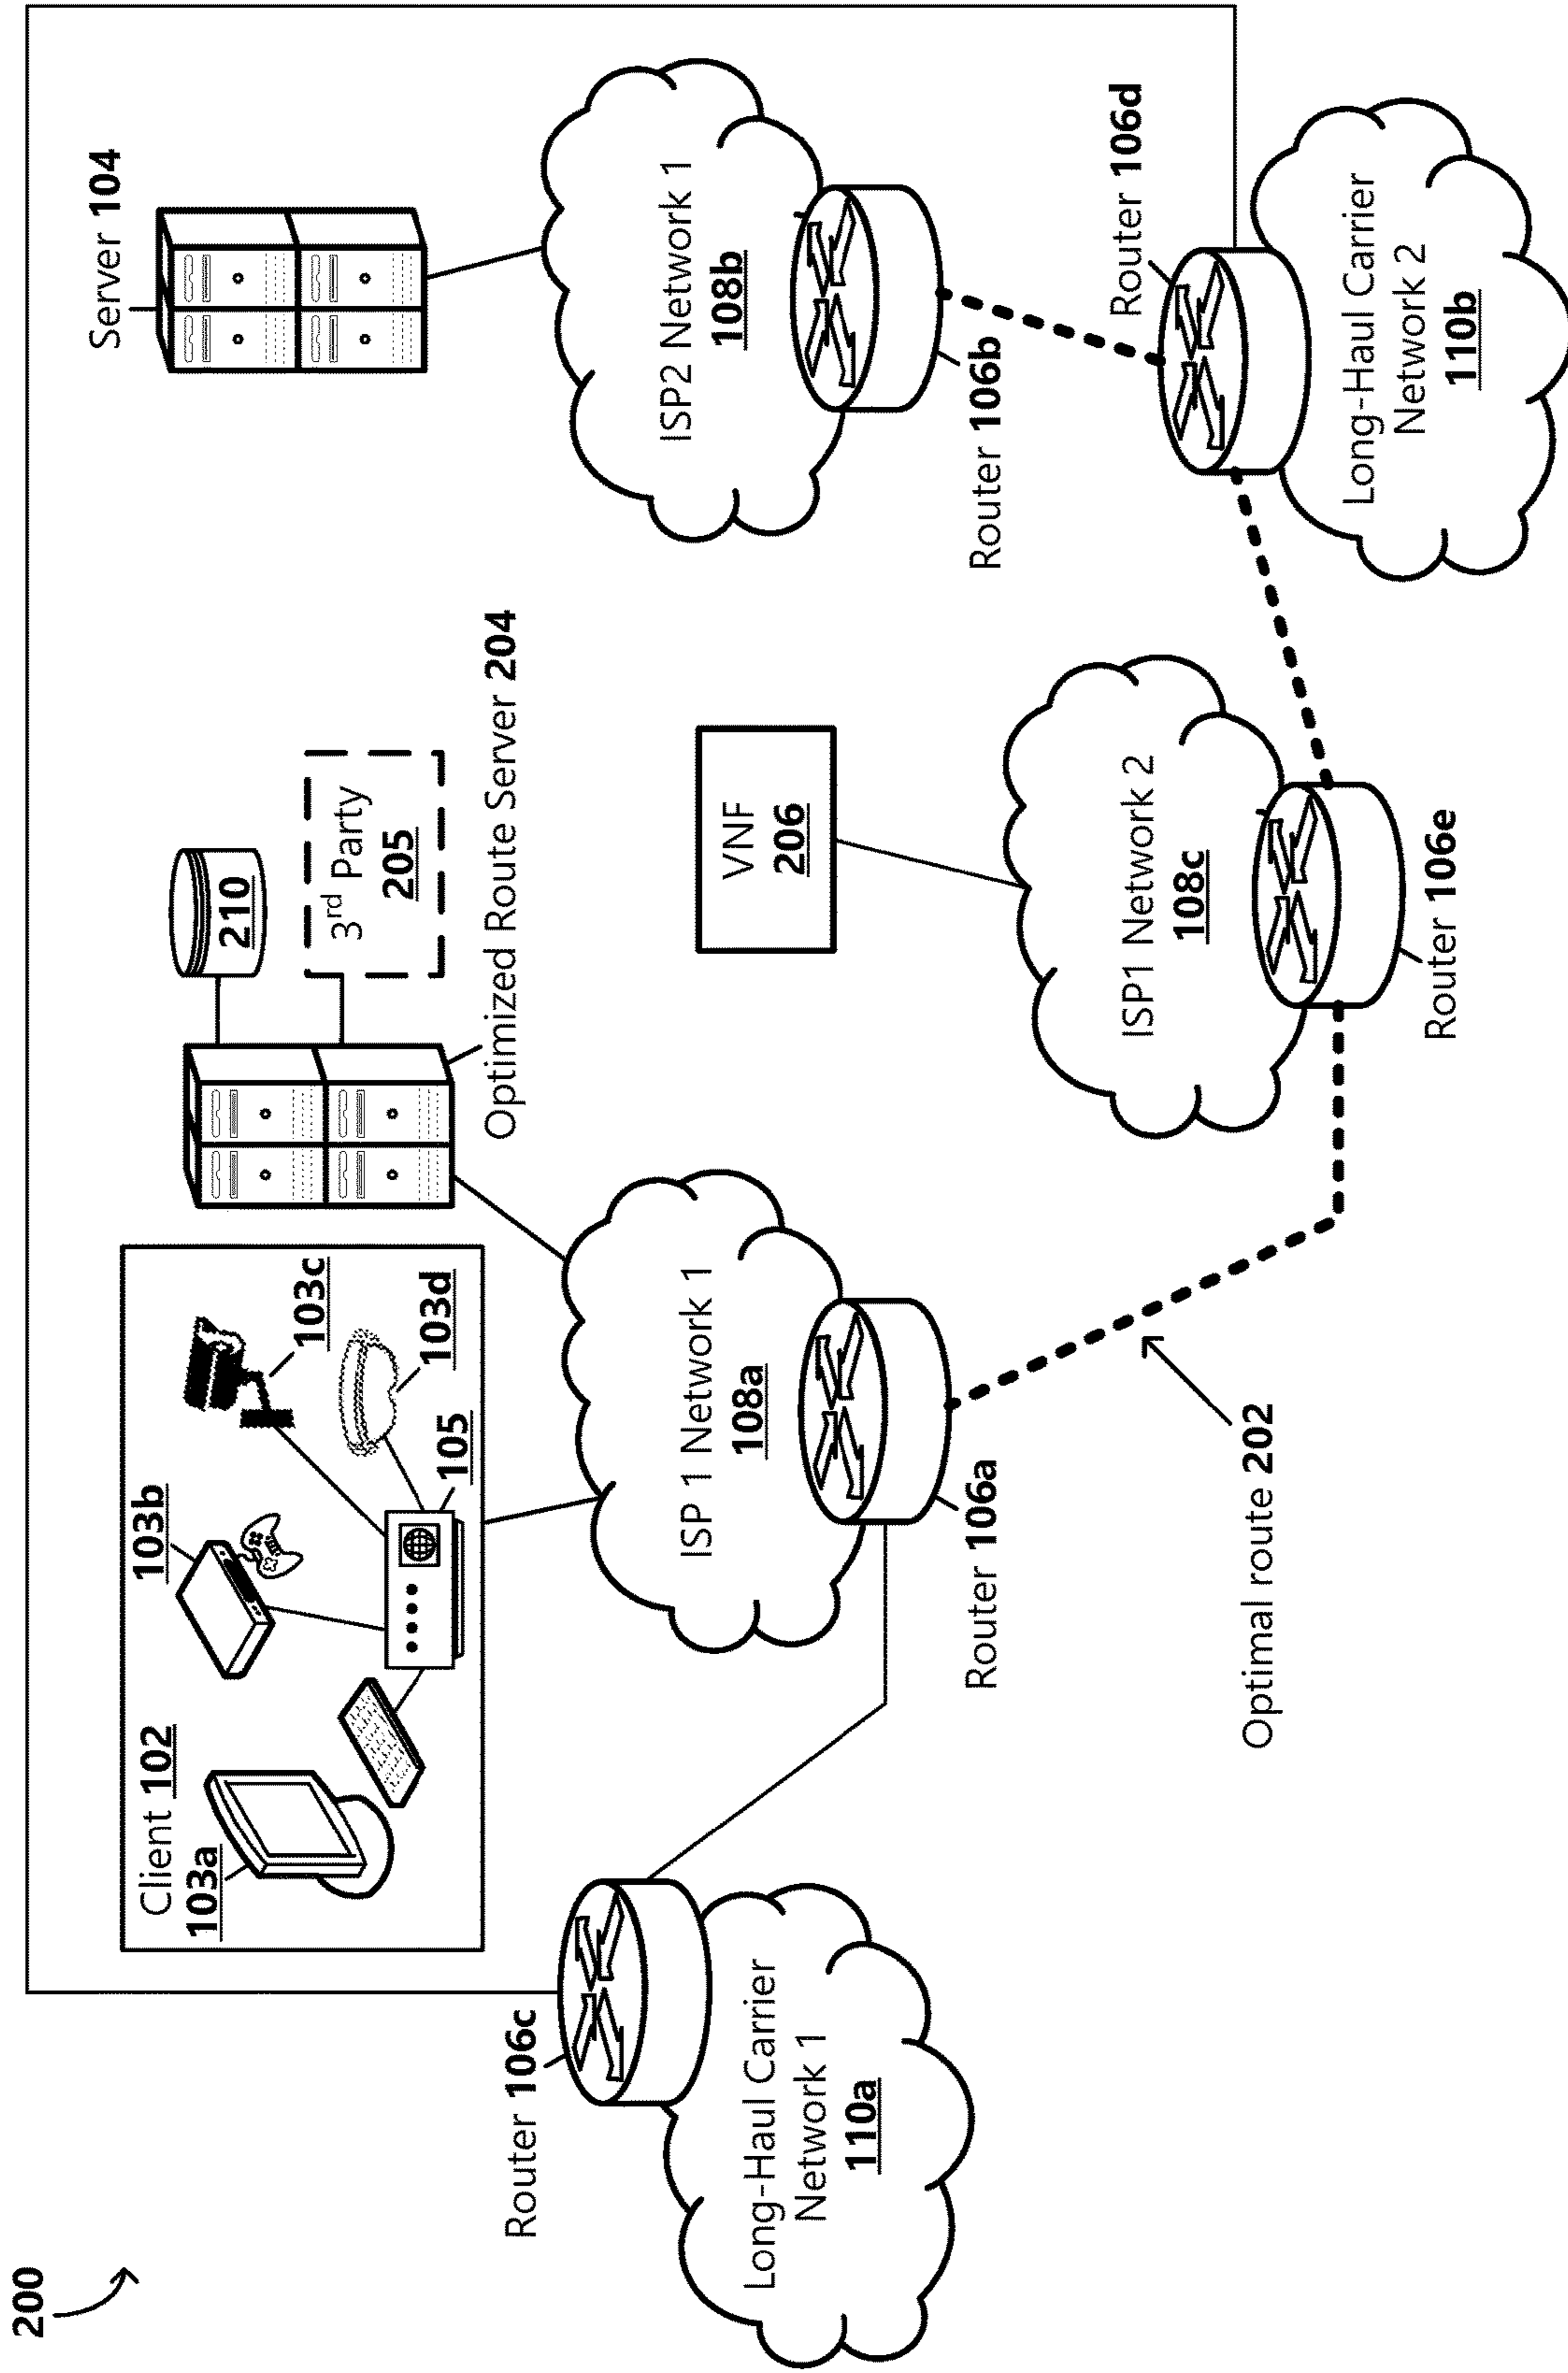 200
Client 102
103a
103b
103c
103d
105
210
3rd Party
205
Optimized Route Server 204
Server 104
Router 106c
Long-Haul Carrier
Network 1
110a
ISP 1 Network 1
108a
Router 106a
VNF
206
ISP2 Network 1
108b
Router 106b
ISP1 Network 2
108c
Router 106e
Router 106d
Long-Haul Carrier
Network 2
110b
Optimal route 202